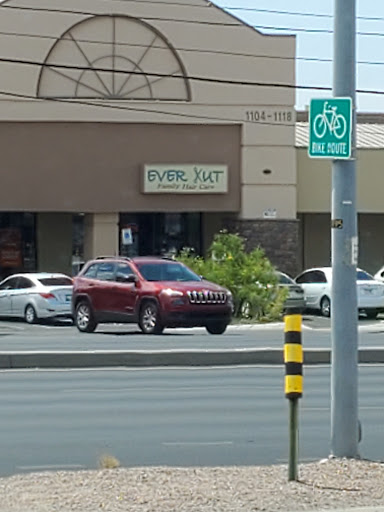 1104-1118
EVER KUT
Family Hair Care
BIKE ROUTE